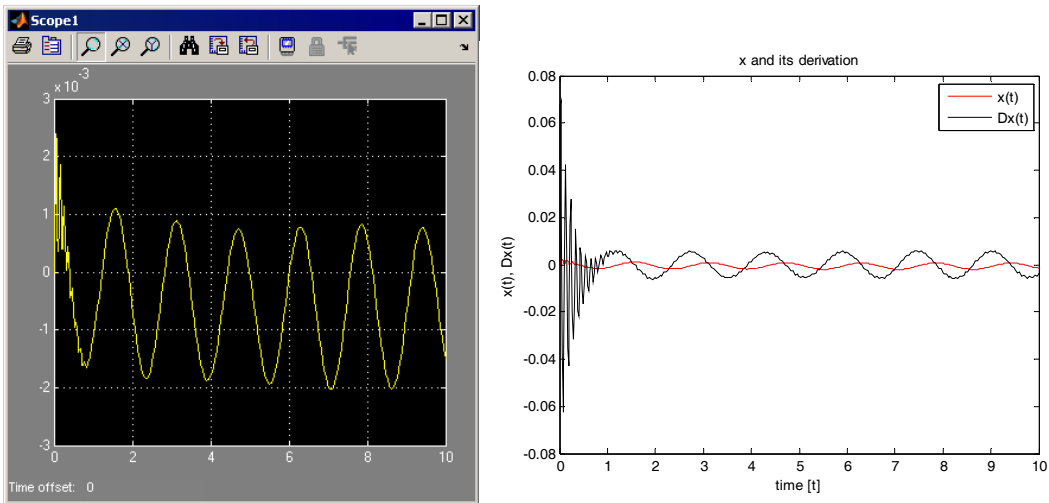 Scope1
x 10^-3
3
2
1
0
-1
-2
-3
0 2 4 6 8 10
Time offset: 0
x and its derivation
x(t)
Dx(t)
x(t), Dx(t)
0.08
0.06
0.04
0.02
0
-0.02
-0.04
-0.06
-0.08
0 1 2 3 4 5 6 7 8 9 10
time [t]